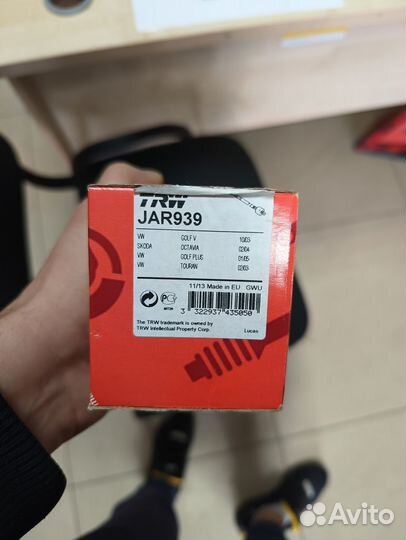 TRW
JAR939
VW GOLF V 10/03
SKODA OCTAVIA 02/04
VW GOLF PLUS 01/05
VW TOURAN 02/03
11/13 Made in EU GWU
3 322937 435050
The TRW trademark is owned by
TRW Intellectual Property Corp. Lucas
Avito